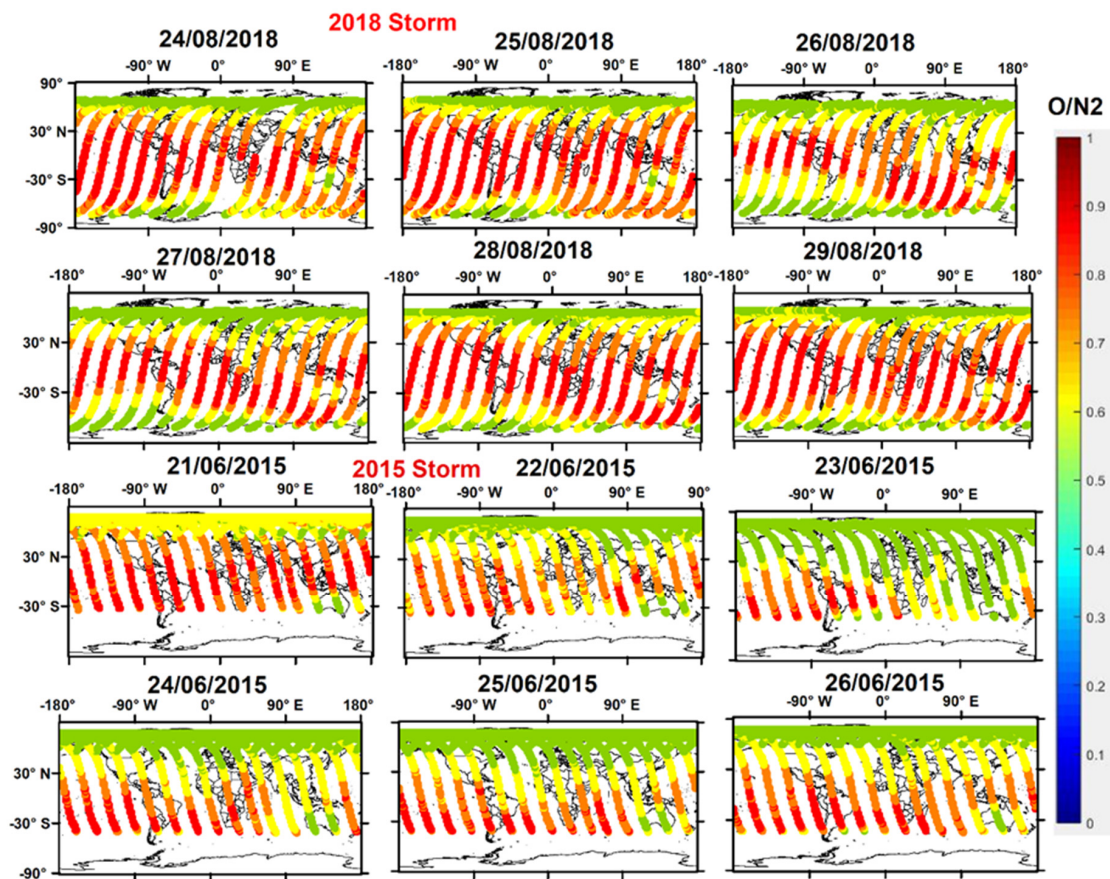 2018 Storm
24/08/2018 25/08/2018 26/08/2018
-90° W 0° 90° E -180° -90° W 0° 90° E 180° -180° -90° W 0° 90° E 180°
90°
30° N
-30° S
-90°
27/08/2018 28/08/2018 29/08/2018
-180° -90° W 0° 90° E 180° -180° -90° W 0° 90° E 180° -180° -90° W 0° 90° E 180°
30° N
-30° S
21/06/2015 2015 Storm 22/06/2015 23/06/2015
-180° -90° W 0° 90° E 180° -90° W 0° 90° E 180° -90° W 0° 90° E
30° N
-30° S
24/06/2015 25/06/2015 26/06/2015
-180° -90° W 0° 90° E 180° -90° W 0° 90° E -90° W 0° 90° E
30° N
-30° S
-90°
O/N2
1
0.9
0.8
0.7
0.6
0.5
0.4
0.3
0.2
0.1
0